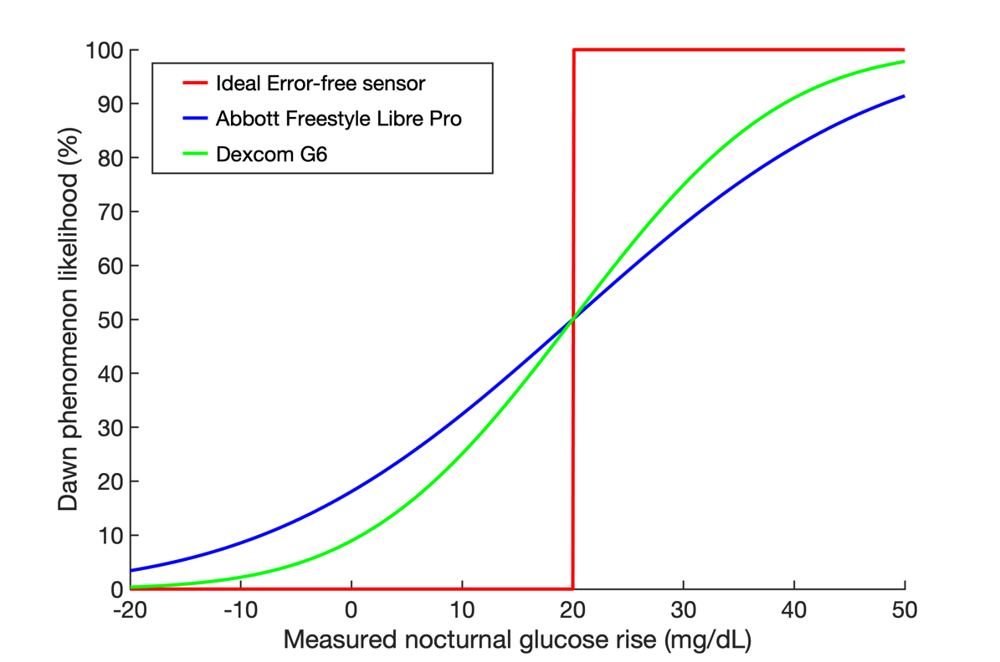 Ideal Error-free sensor
Abbott Freestyle Libre Pro
Dexcom G6
Dawn phenomenon likelihood (%)
100
90
80
70
60
50
40
30
20
10
0
-20 -10 0 10 20 30 40 50
Measured nocturnal glucose rise (mg/dL)